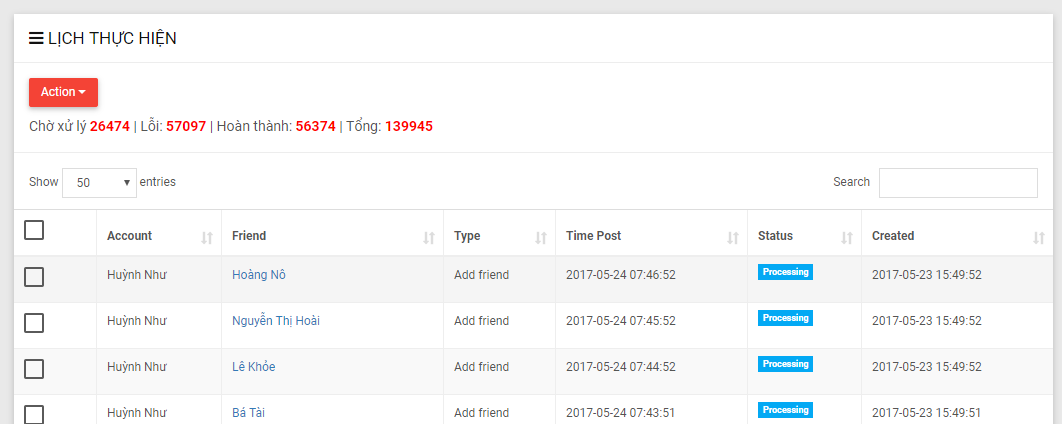 LỊCH THỰC HIỆN
Action
Chờ xử lý 26474 | Lỗi: 57097 | Hoàn thành: 56374 | Tổng: 139945
Show 50 entries Search
Account Friend Type Time Post Status Created
Huỳnh Như Hoàng Nô Add friend 2017-05-24 07:46:52 Processing 2017-05-23 15:49:52
Huỳnh Như Nguyễn Thị Hoài Add friend 2017-05-24 07:45:52 Processing 2017-05-23 15:49:52
Huỳnh Như Lê Khỏe Add friend 2017-05-24 07:44:52 Processing 2017-05-23 15:49:52
Huỳnh Như Bá Tài Add friend 2017-05-24 07:43:51 Processing 2017-05-23 15:49:51